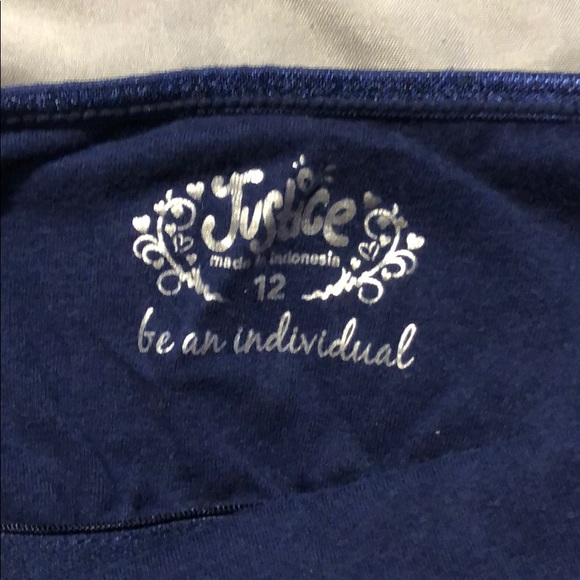 Justice
made in indonesia
12
be an individual